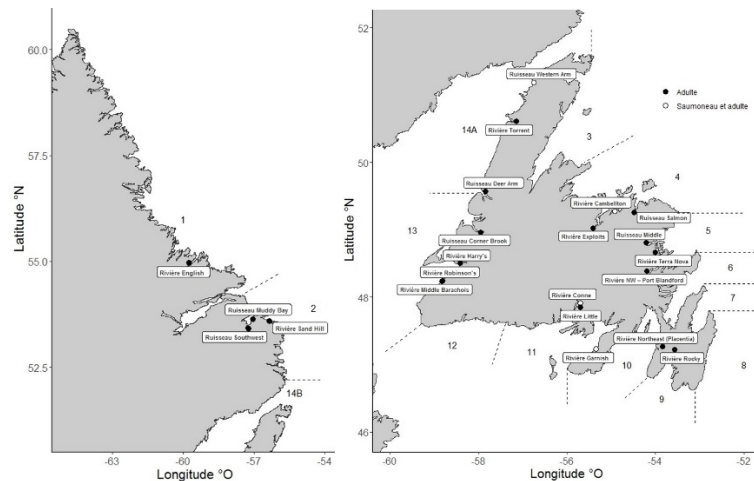 60.0
57.5
55.0
52.5
-63
-60
-57
-54
Latitude °N
Longitude °O
1
2
14B
Rivière English
Ruisseau Muddy Bay
Ruisseau Southwest
Rivière Sand Hill
52
50
48
46
-60
-58
-56
-54
-52
Latitude °N
Longitude °O
Adulte
Saumoneau et adulte
Ruisseau Western Arm
14A
Rivière Torrent
3
Ruisseau Deer Arm
4
Rivière Cambellton
Ruisseau Salmon
13
Rivière Exploits
Ruisseau Middle
5
Ruisseau Corner Brook
Rivière Harry's
Rivière Terra Nova
6
Rivière Robinson's
Rivière NW – Port Blandford
Rivière Middle Barachois
7
Rivière Conne
Rivière Little
12
11
Rivière Garnish
10
Rivière Northeast (Placentia)
Rivière Rocky
8
9